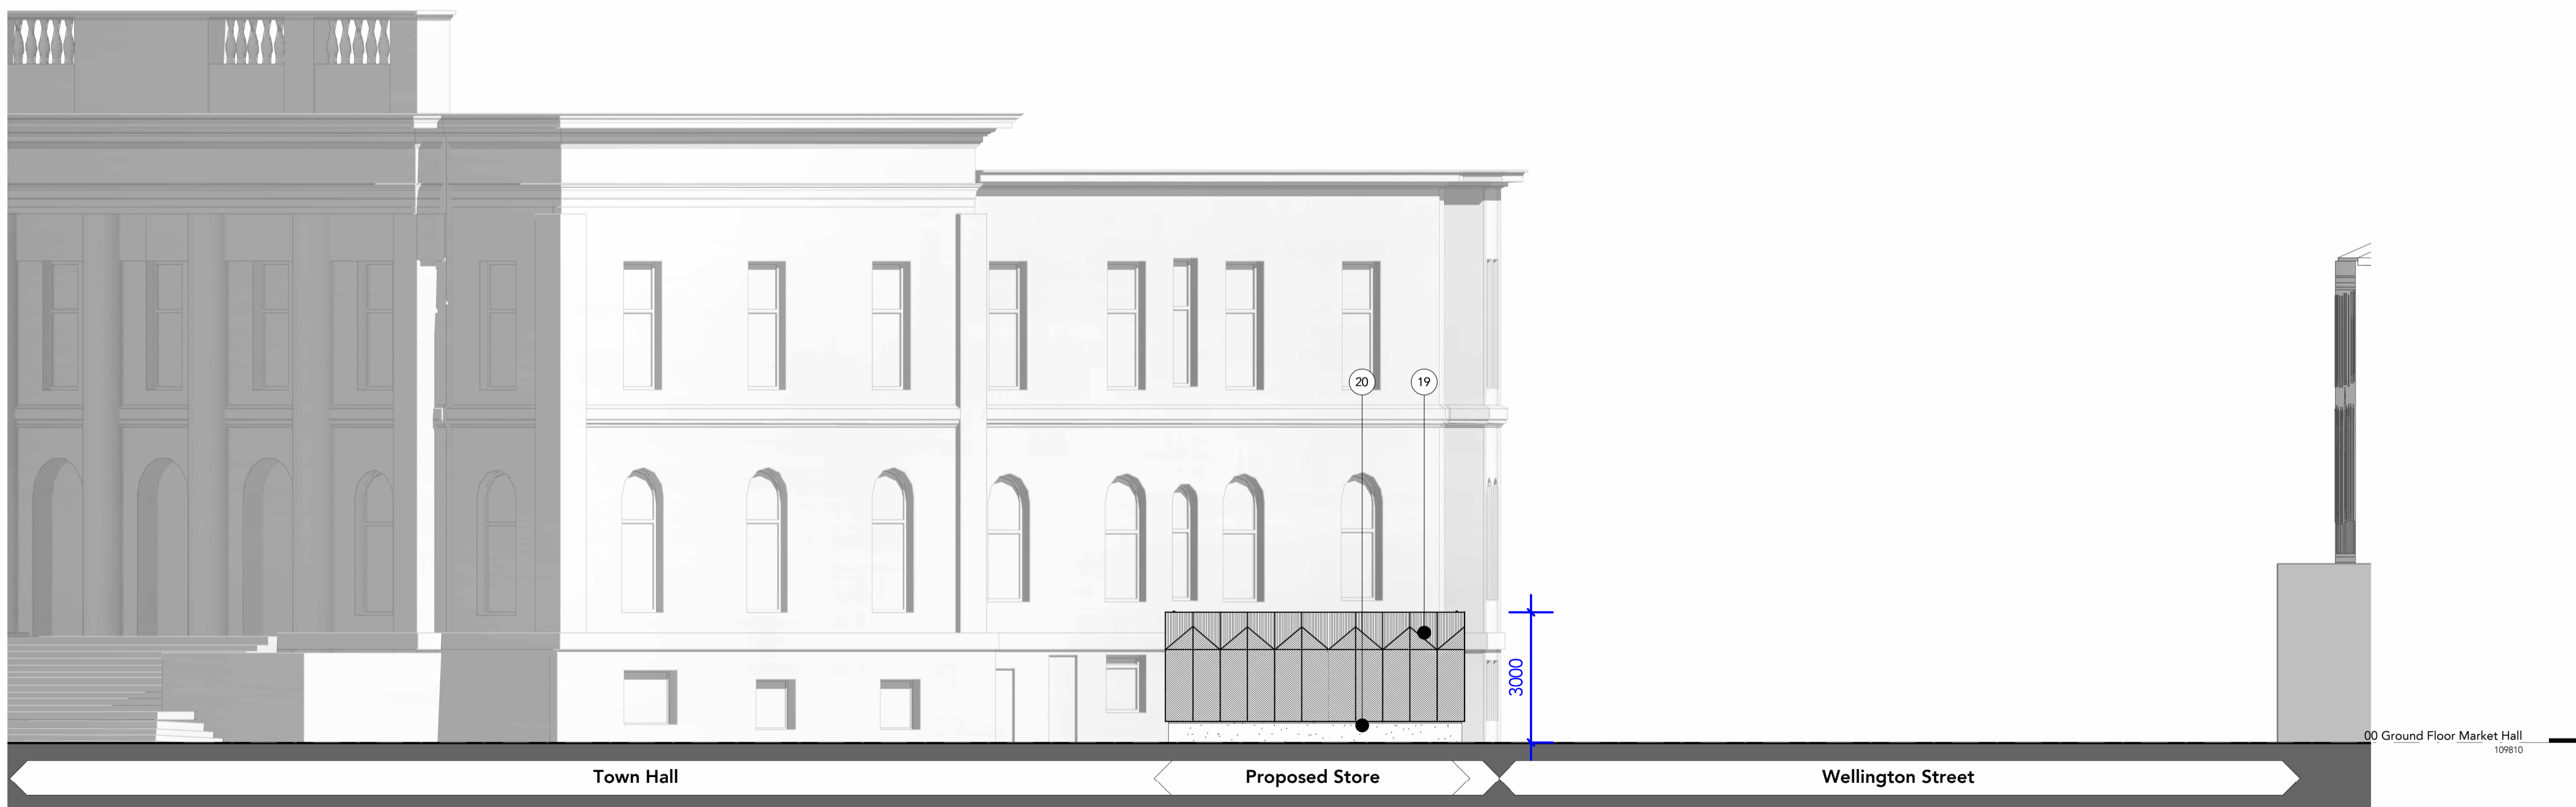 20
19
3000
00 Ground Floor Market Hall
109810
Town Hall
Proposed Store
Wellington Street